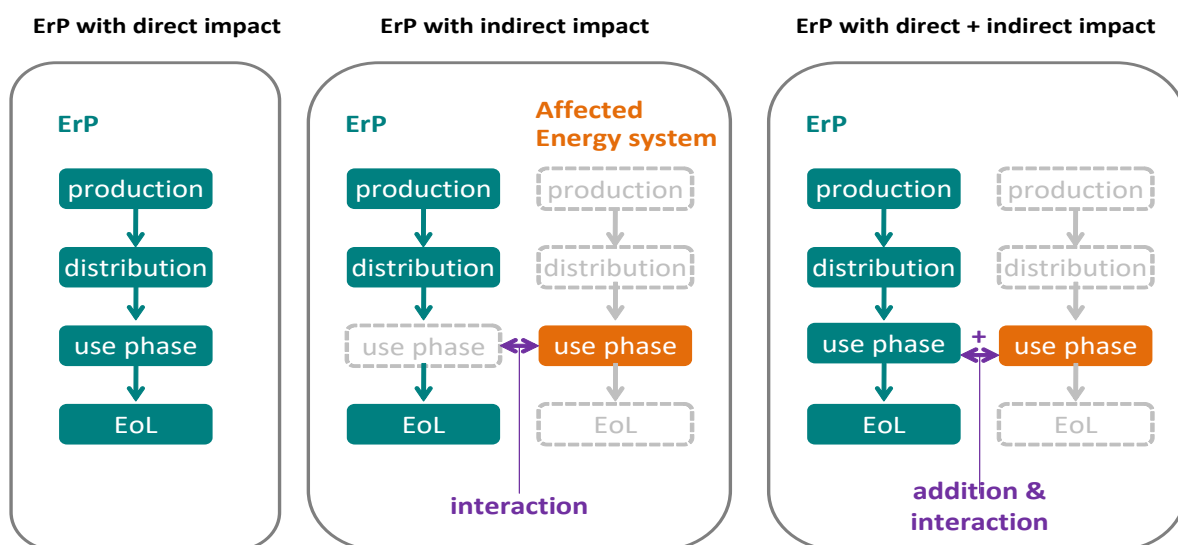 ErP with direct impact
ErP with indirect impact
ErP with direct + indirect impact
ErP
production
distribution
use phase
EoL
ErP
Affected
Energy system
production
production
distribution
distribution
use phase
use phase
EoL
EoL
interaction
ErP
production
production
distribution
distribution
use phase
+
use phase
EoL
EoL
addition &
interaction